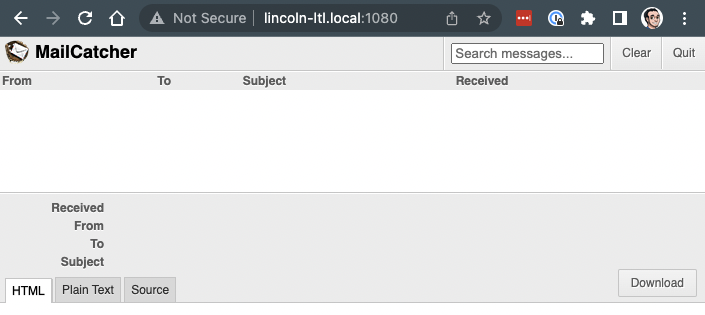 Not Secure lincoln-ltl.local:1080
MailCatcher Search messages... Clear Quit
From To Subject Received
Received
From
To
Subject
HTML Plain Text Source Download